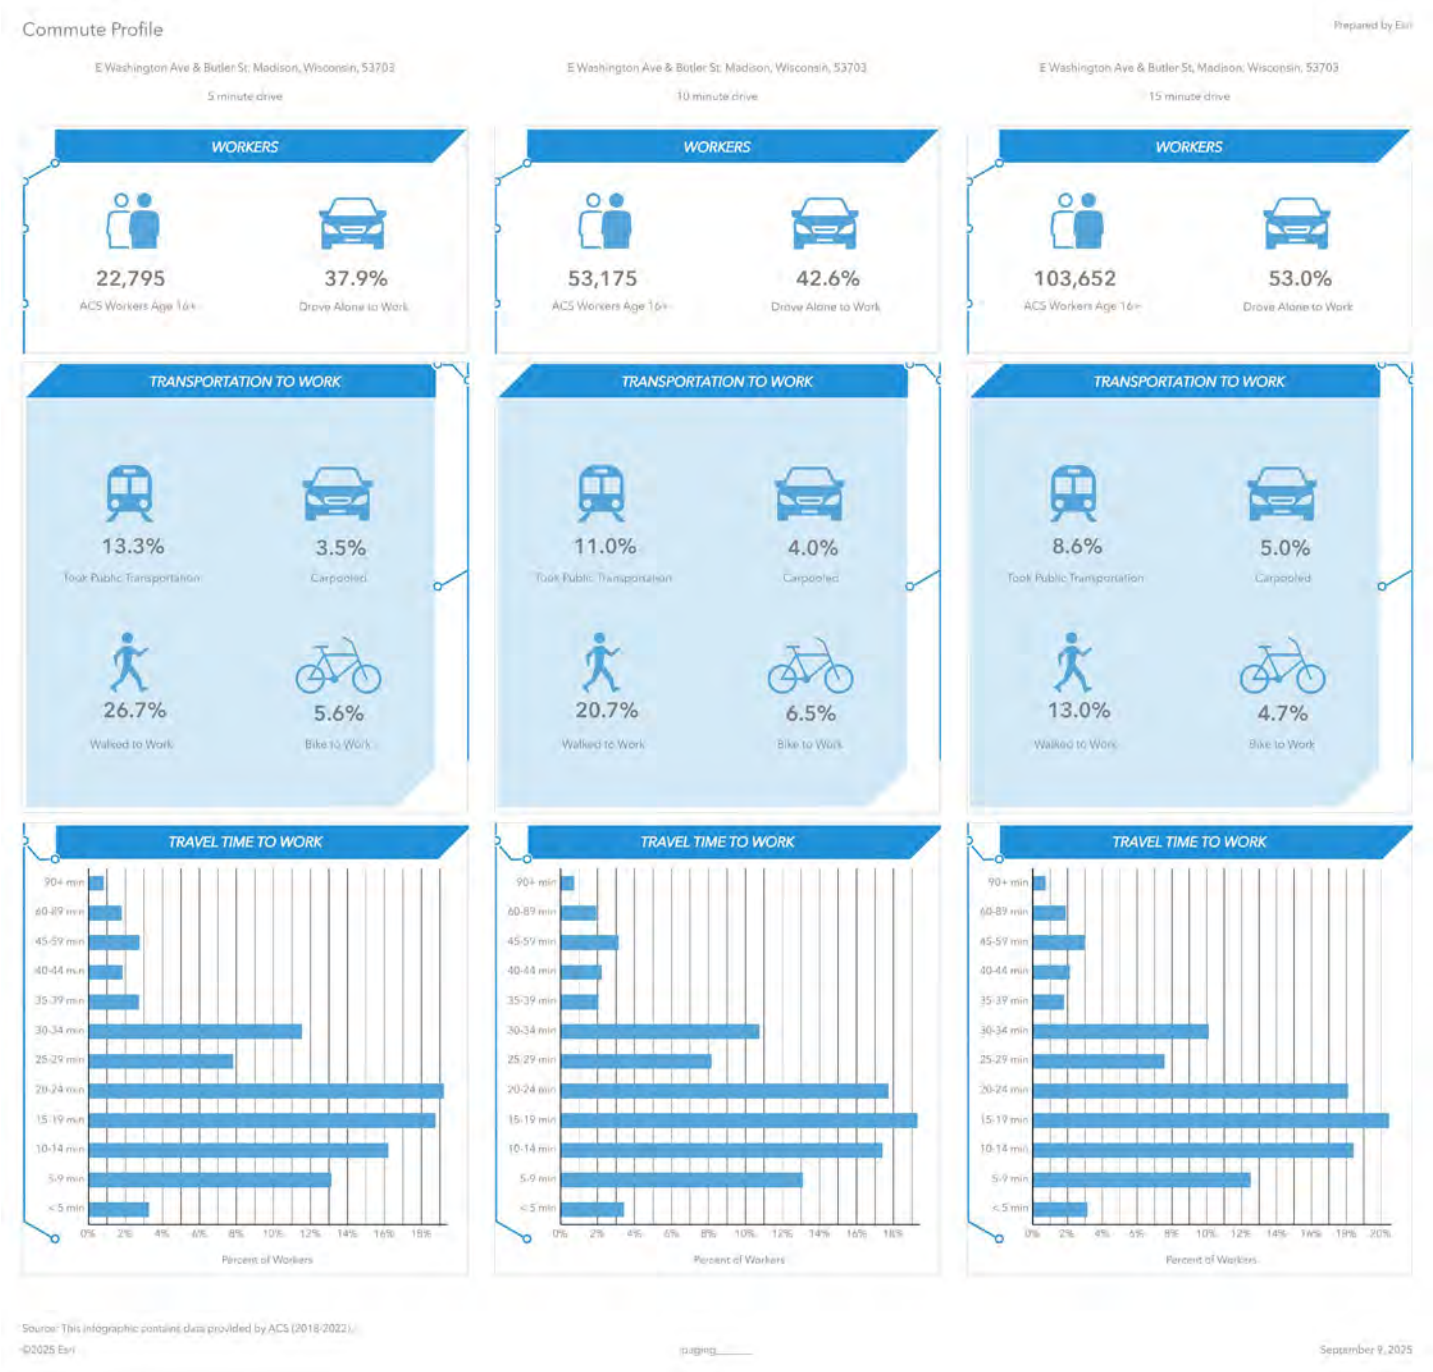 Commute Profile
Prepared by Esri
E Washington Ave & Butler St, Madison, Wisconsin, 53703
5 minute drive
E Washington Ave & Butler St, Madison, Wisconsin, 53703
10 minute drive
E Washington Ave & Butler St, Madison, Wisconsin, 53703
15 minute drive
WORKERS
22,795
ACS Workers Age 16+
37.9%
Drove Alone to Work
WORKERS
53,175
ACS Workers Age 16+
42.6%
Drove Alone to Work
WORKERS
103,652
ACS Workers Age 16+
53.0%
Drove Alone to Work
TRANSPORTATION TO WORK
13.3%
Took Public Transportation
3.5%
Carpooled
26.7%
Walked to Work
5.6%
Bike to Work
TRANSPORTATION TO WORK
11.0%
Took Public Transportation
4.0%
Carpooled
20.7%
Walked to Work
6.5%
Bike to Work
TRANSPORTATION TO WORK
8.6%
Took Public Transportation
5.0%
Carpooled
13.0%
Walked to Work
4.7%
Bike to Work
TRAVEL TIME TO WORK
90+ min
60-89 min
45-59 min
40-44 min
35-39 min
30-34 min
25-29 min
20-24 min
15-19 min
10-14 min
5-9 min
< 5 min
0% 2% 4% 6% 8% 10% 12% 14% 16% 18%
Percent of Workers
TRAVEL TIME TO WORK
90+ min
60-89 min
45-59 min
40-44 min
35-39 min
30-34 min
25-29 min
20-24 min
15-19 min
10-14 min
5-9 min
< 5 min
0% 2% 4% 6% 8% 10% 12% 14% 16% 18%
Percent of Workers
TRAVEL TIME TO WORK
90+ min
60-89 min
45-59 min
40-44 min
35-39 min
30-34 min
25-29 min
20-24 min
15-19 min
10-14 min
5-9 min
< 5 min
0% 2% 4% 6% 8% 10% 12% 14% 16% 18% 20%
Percent of Workers
Source: This infographic contains data provided by ACS (2018-2022).
©2025 Esri
paging______
September 9, 2025